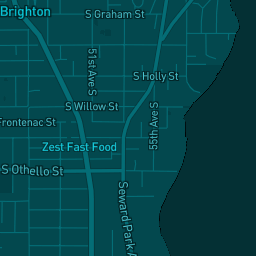 Brighton
S Graham St
51st Ave S
S Holly St
S Willow St
Frontenac St
55th Ave S
Zest Fast Food
S Othello St
Seward Park A